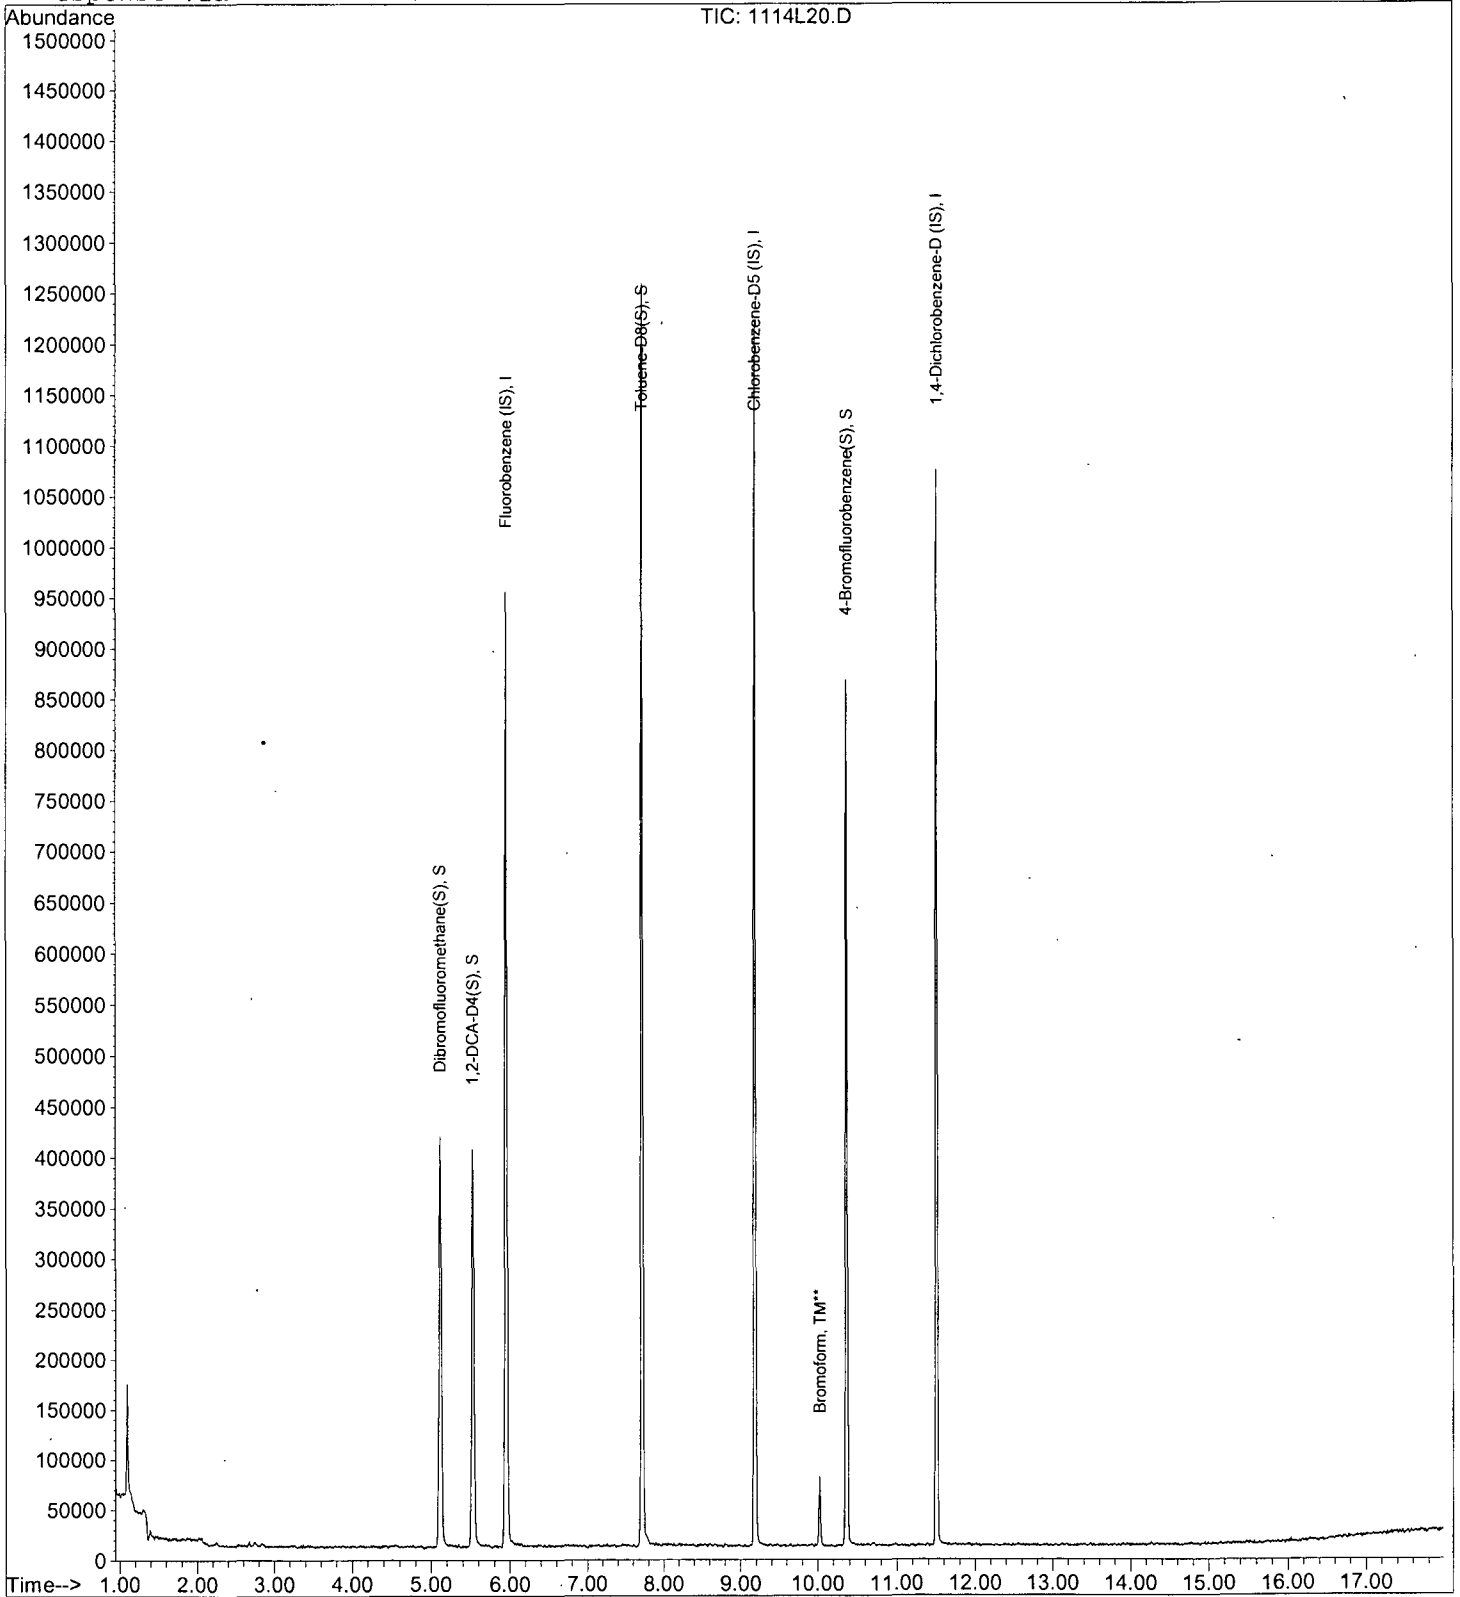 Abundance
TIC: 1114L20.D
1500000
1450000
1400000
1350000
1300000
1250000
1200000
1150000
1100000
1050000
1000000
950000
900000
850000
800000
750000
700000
650000
600000
550000
500000
450000
400000
350000
300000
250000
200000
150000
100000
50000
0
Dibromofluoromethane(S), S
1,2-DCA-D4(S), S
Fluorobenzene (IS), I
Toluene-D8(S), S
Chlorobenzene-D5 (IS), I
Bromoform, TM**
4-Bromofluorobenzene(S), S
1,4-Dichlorobenzene-D (IS), I
Time--> 1.00 2.00 3.00 4.00 5.00 6.00 7.00 8.00 9.00 10.00 11.00 12.00 13.00 14.00 15.00 16.00 17.00